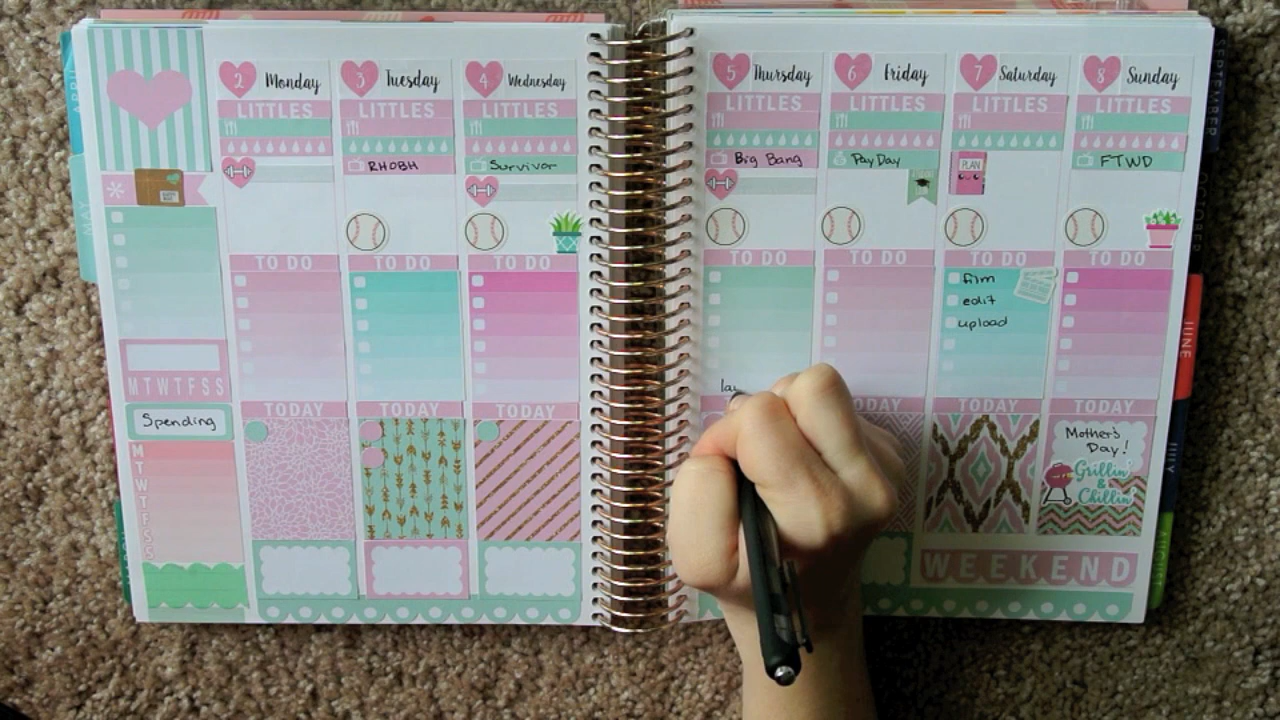 2 Monday
LITTLES
TO DO
TODAY
3 Tuesday
LITTLES
RHOBH
TO DO
TODAY
4 Wednesday
LITTLES
Survivor
TO DO
TODAY
MTWTFSS
Spending
M
T
W
T
F
S
S
5 Thursday
LITTLES
Big Bang
TO DO
6 Friday
LITTLES
Pay Day
TO DO
TODAY
7 Saturday
LITTLES
PLAN
TO DO
film
edit
upload
TODAY
8 Sunday
LITTLES
FTWD
TO DO
TODAY
Mother's
Day!
Grillin'
&
Chillin'
WEEKEND
MAY
SEPTEMBER
OCTOBER
JUNE
JULY
AUGUST